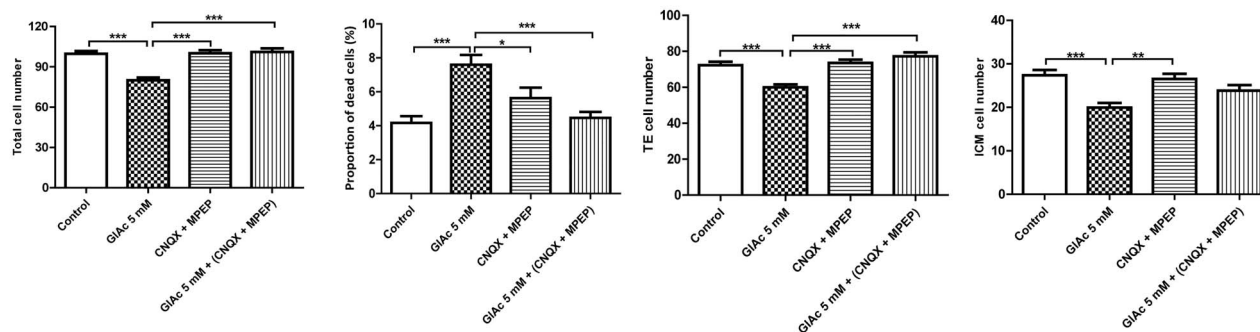 Total cell number
120
90
60
30
0
***
***
***
Control
GlAc 5 mM
CNQX + MPEP
GlAc 5 mM + (CNQX + MPEP)
Proportion of dead cells (%)
10
8
6
4
2
0
***
***
*
Control
GlAc 5 mM
CNQX + MPEP
GlAc 5 mM + (CNQX + MPEP)
TE cell number
100
80
60
40
20
0
***
***
***
Control
GlAc 5 mM
CNQX + MPEP
GlAc 5 mM + (CNQX + MPEP)
ICM cell number
40
30
20
10
0
***
**
Control
GlAc 5 mM
CNQX + MPEP
GlAc 5 mM + (CNQX + MPEP)